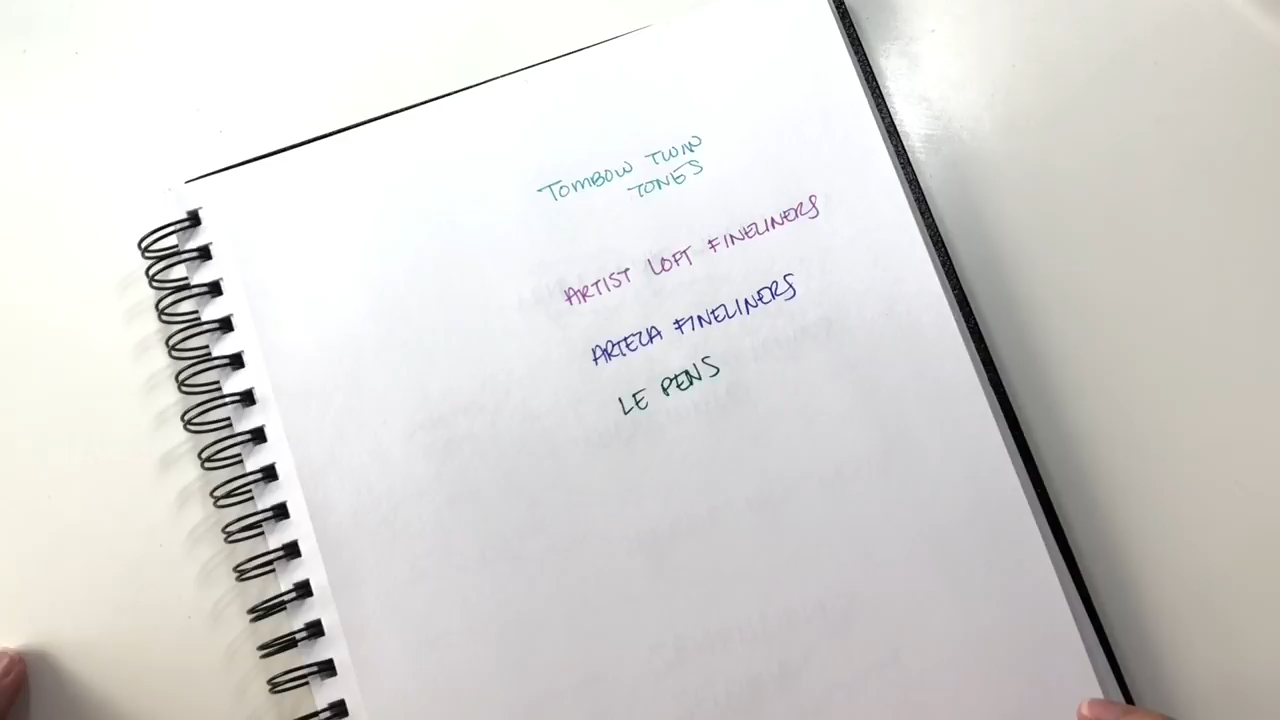 TOMBOW TWIN
TONES
ARTIST LOFT FINELINERS
ARTEZA FINELINERS
LE PENS